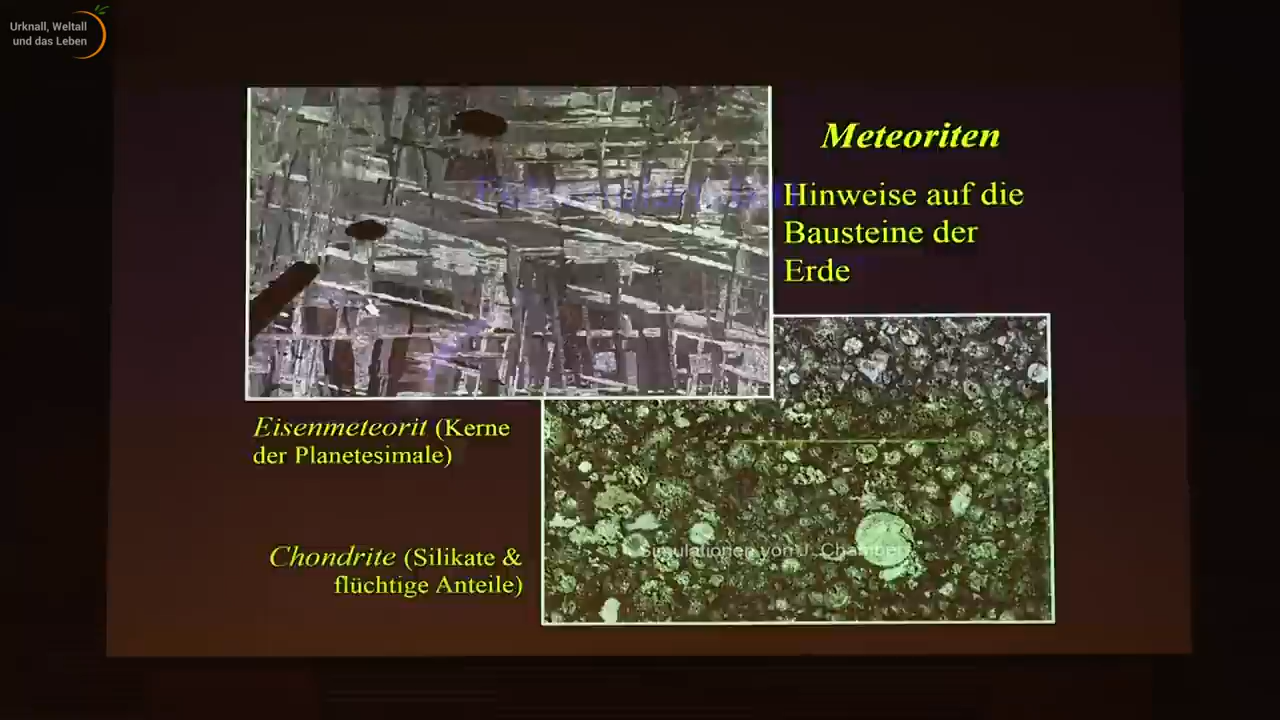 Urknall, Weltall
und das Leben
Meteoriten
Hinweise auf die
Bausteine der
Erde
Eisenmeteorit (Kerne
der Planetesimale)
Chondrite (Silikate &
flüchtige Anteile)
Simulationen von J. Chambers